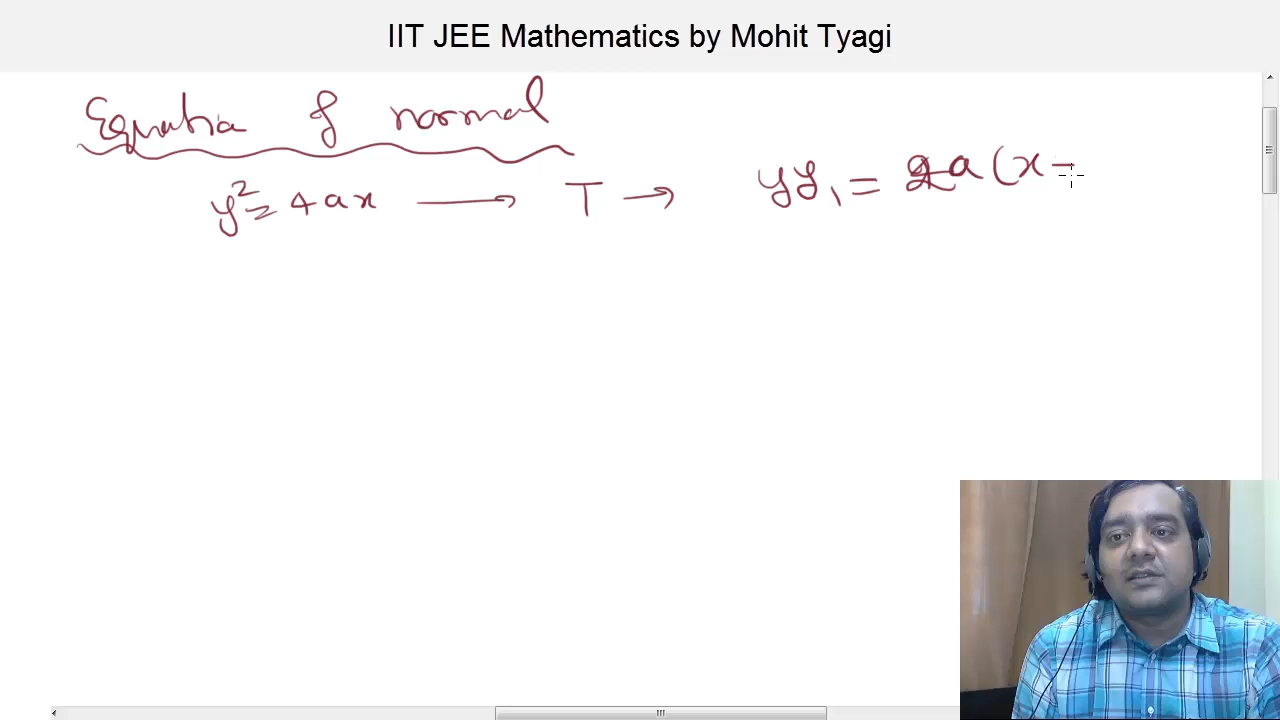 IIT JEE Mathematics by Mohit Tyagi
Equation of normal
y² = 4ax → T → yy₁ = 2a(x +